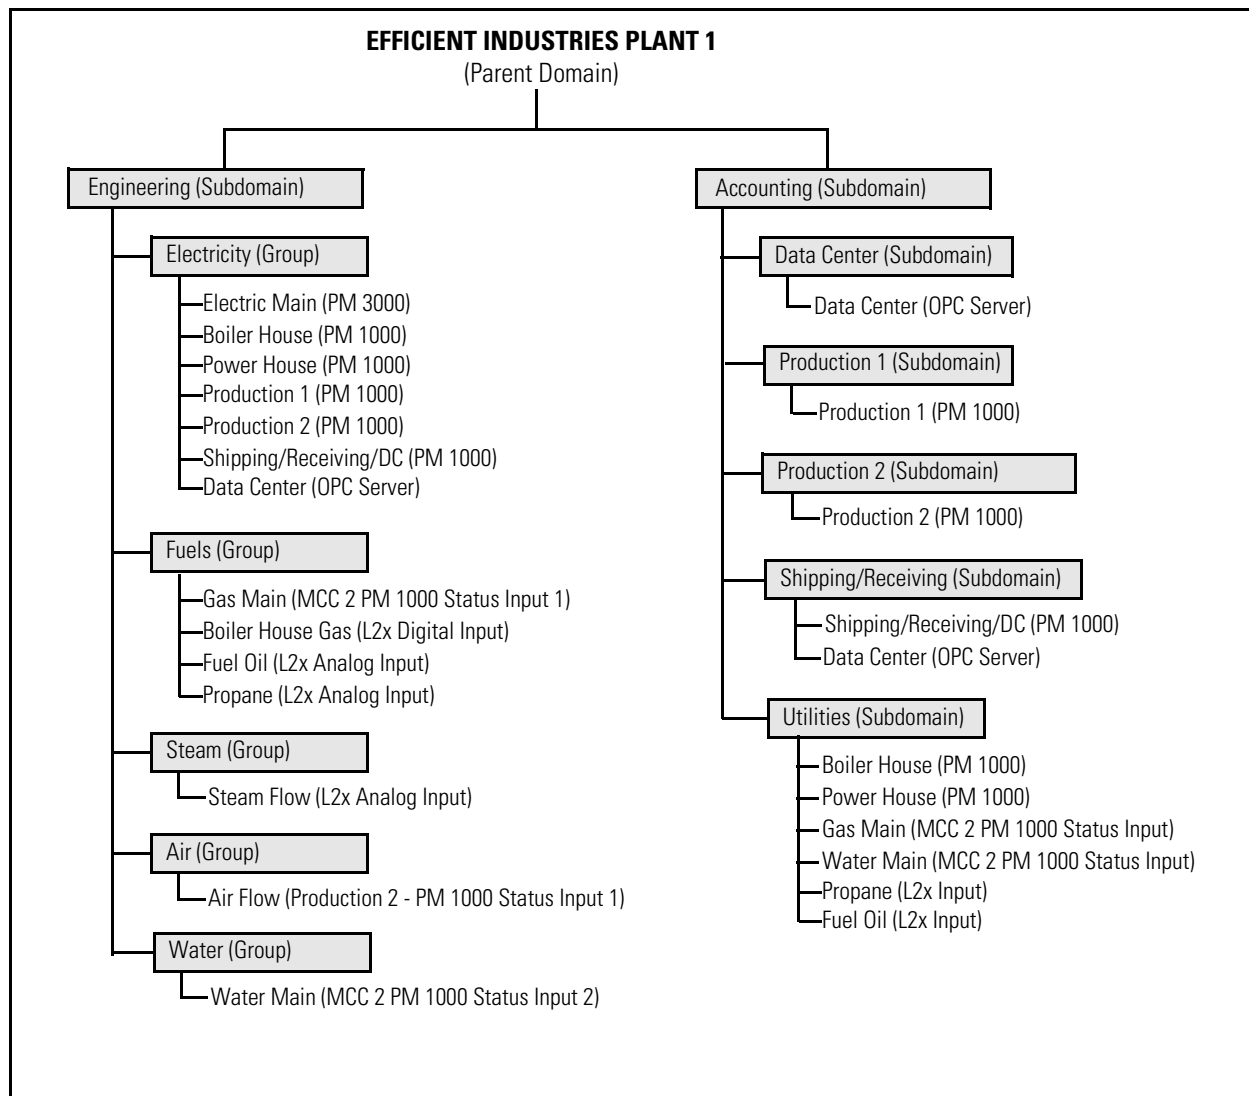 EFFICIENT INDUSTRIES PLANT 1
(Parent Domain)
Engineering (Subdomain)
Electricity (Group)
Electric Main (PM 3000)
Boiler House (PM 1000)
Power House (PM 1000)
Production 1 (PM 1000)
Production 2 (PM 1000)
Shipping/Receiving/DC (PM 1000)
Data Center (OPC Server)
Fuels (Group)
Gas Main (MCC 2 PM 1000 Status Input 1)
Boiler House Gas (L2x Digital Input)
Fuel Oil (L2x Analog Input)
Propane (L2x Analog Input)
Steam (Group)
Steam Flow (L2x Analog Input)
Air (Group)
Air Flow (Production 2 - PM 1000 Status Input 1)
Water (Group)
Water Main (MCC 2 PM 1000 Status Input 2)
Accounting (Subdomain)
Data Center (Subdomain)
Data Center (OPC Server)
Production 1 (Subdomain)
Production 1 (PM 1000)
Production 2 (Subdomain)
Production 2 (PM 1000)
Shipping/Receiving (Subdomain)
Shipping/Receiving/DC (PM 1000)
Data Center (OPC Server)
Utilities (Subdomain)
Boiler House (PM 1000)
Power House (PM 1000)
Gas Main (MCC 2 PM 1000 Status Input)
Water Main (MCC 2 PM 1000 Status Input)
Propane (L2x Input)
Fuel Oil (L2x Input)